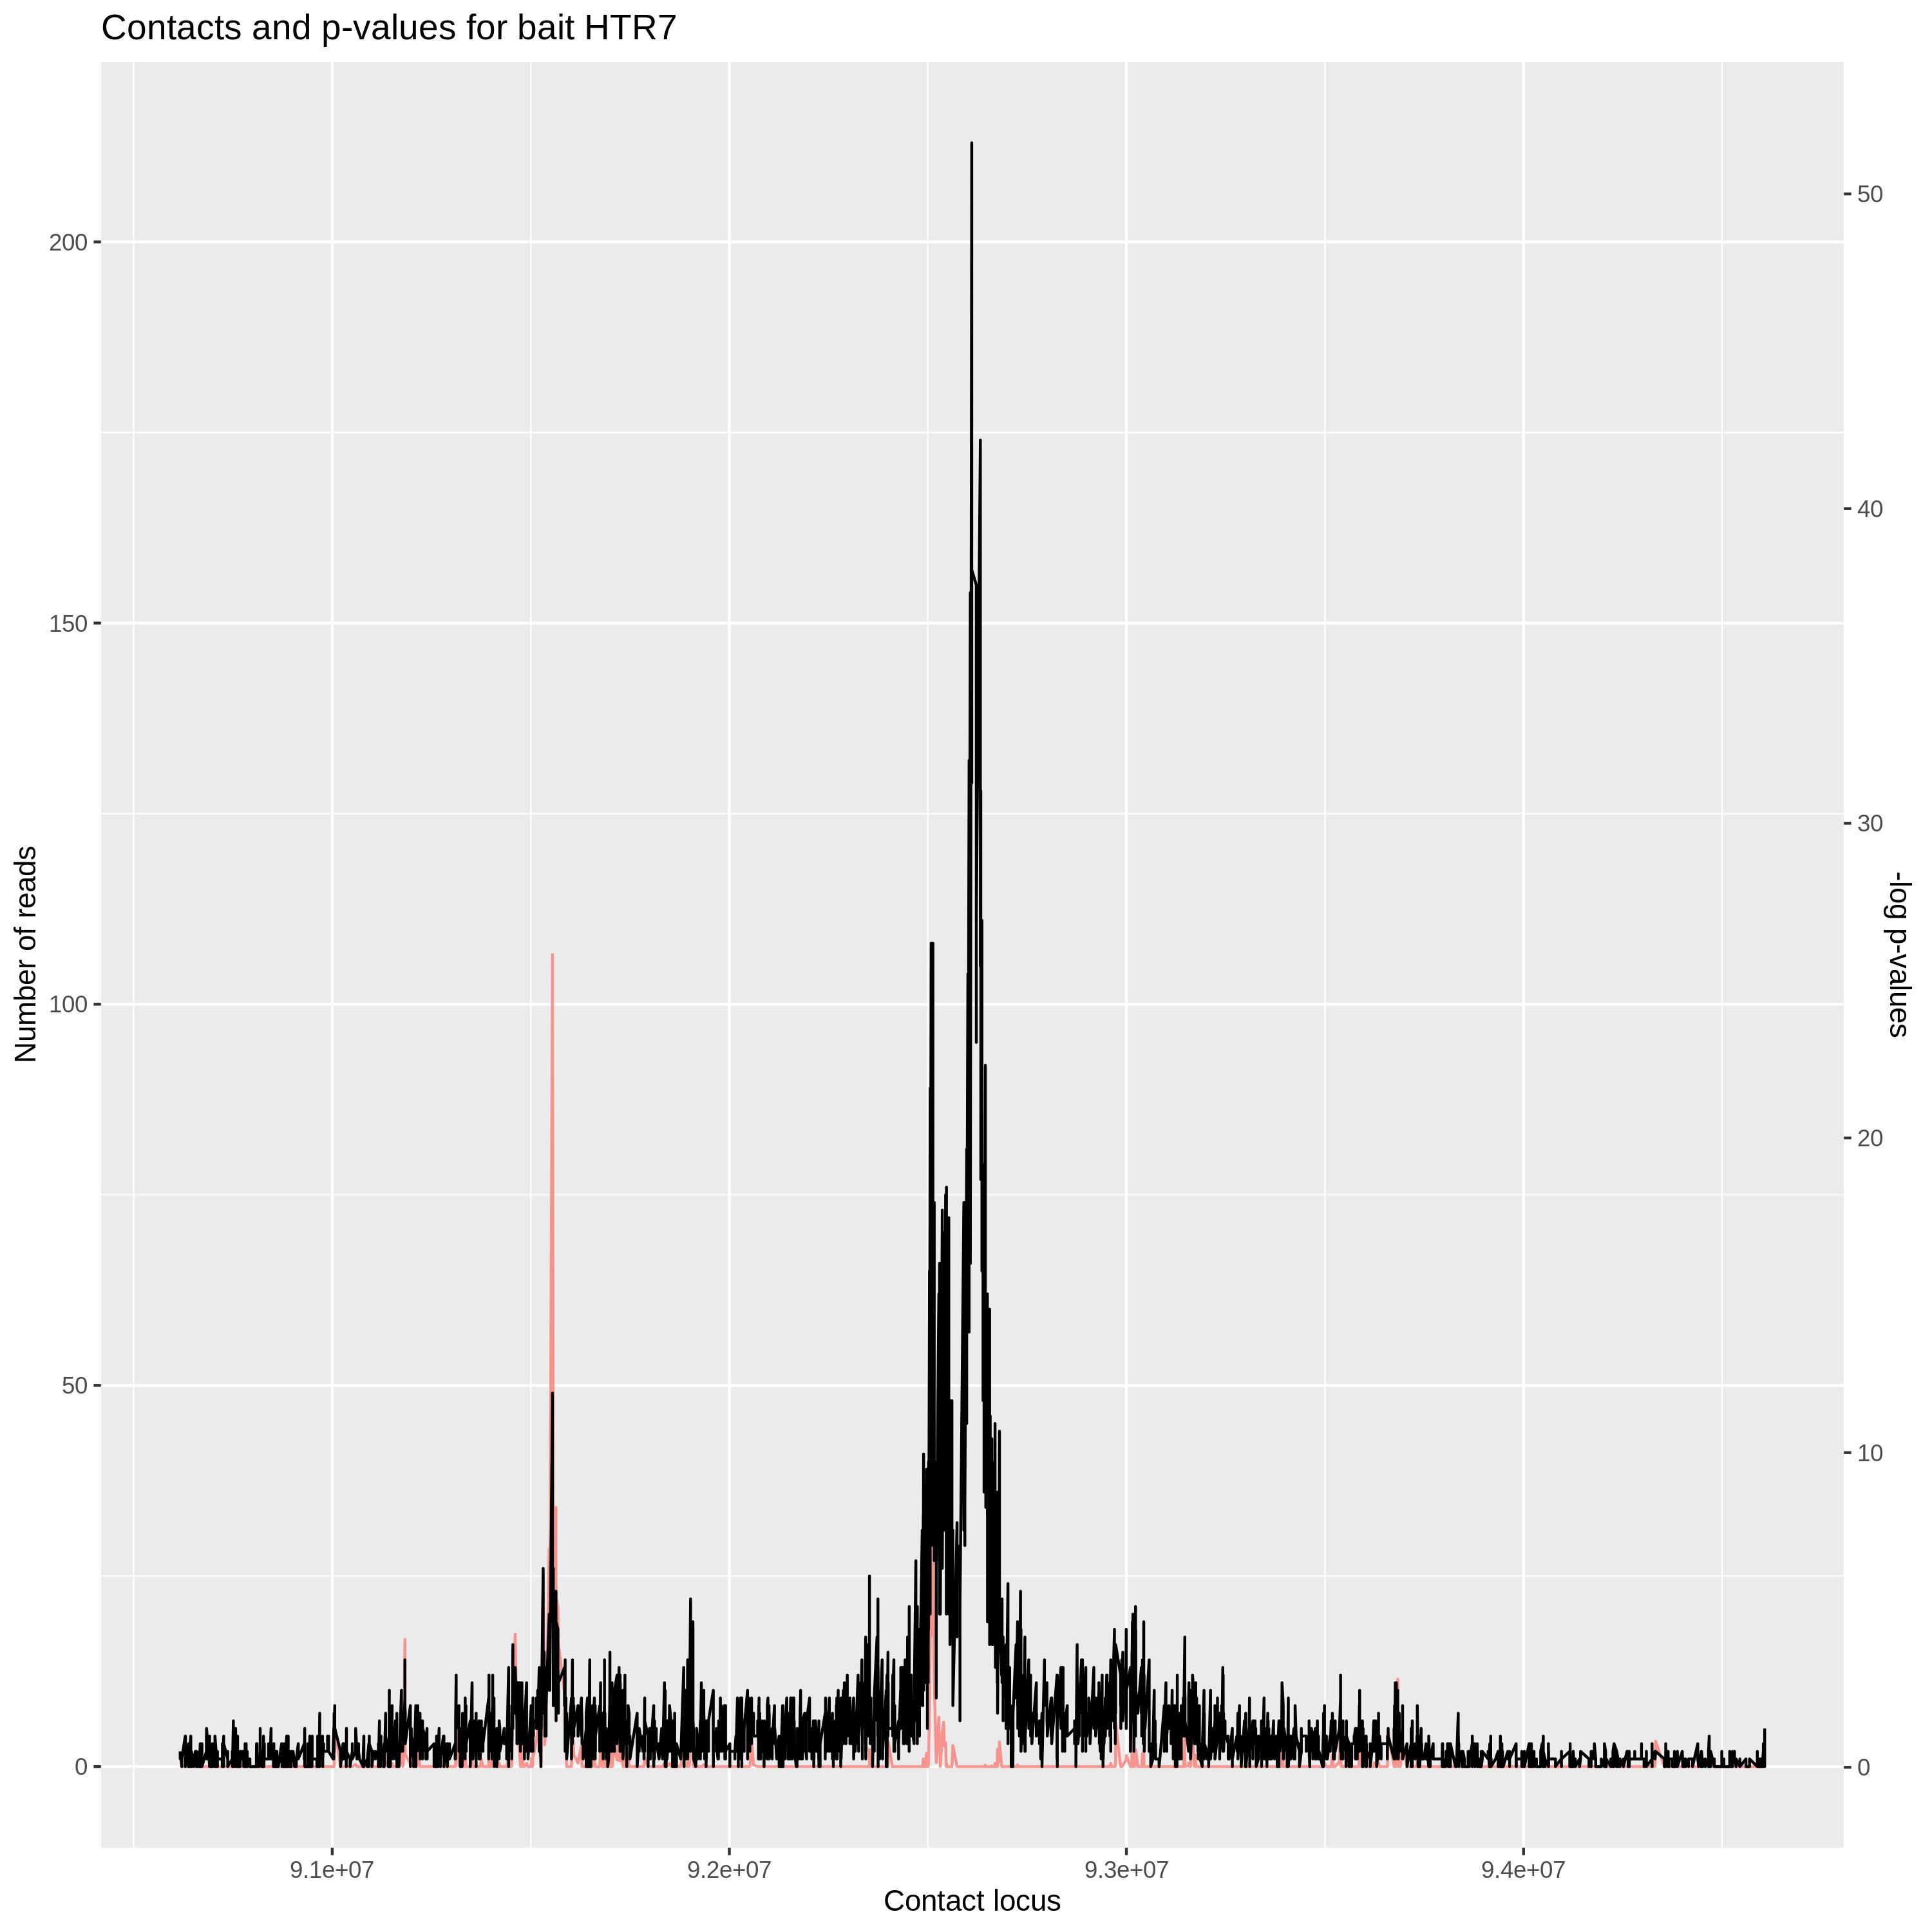 Contacts and p-values for bait HTR7
Number of reads
200
150
100
50
0
50
40
30
20
10
0
-log p-values
9.1e+07
9.2e+07
9.3e+07
9.4e+07
Contact locus